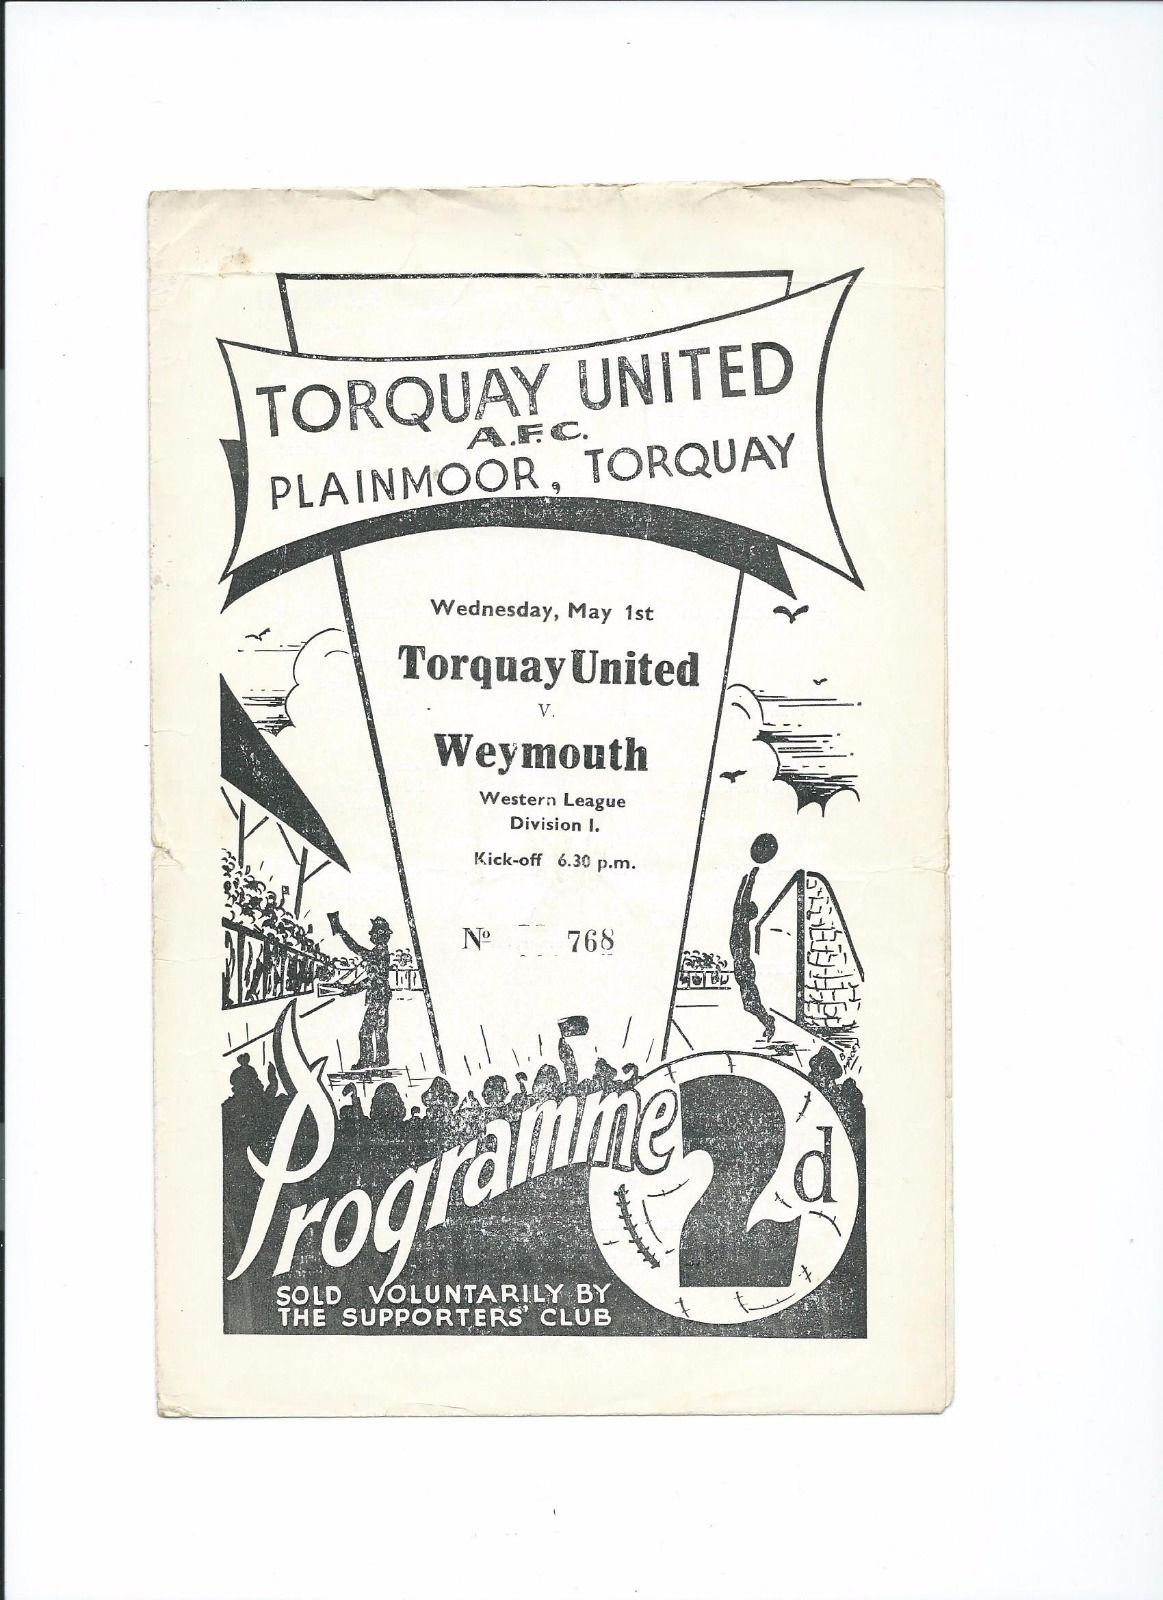 TORQUAY UNITED
A.F.C.
PLAINMOOR, TORQUAY
Wednesday, May 1st
Torquay United
v.
Weymouth
Western League
Division I.
Kick-off 6.30 p.m.
Nº 768
Programme
2d
SOLD VOLUNTARILY BY
THE SUPPORTERS' CLUB